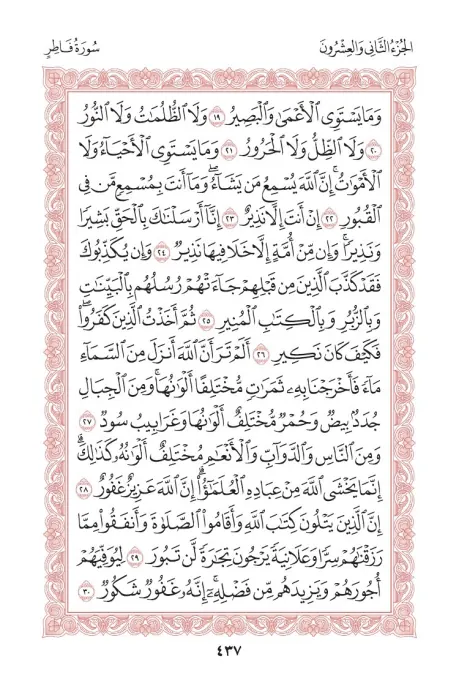 الجزء الثاني والعشرون
سورة فاطر
وَمَا يَسْتَوِى ٱلْأَعْمَىٰ وَٱلْبَصِيرُ ١٩ وَلَا ٱلظُّلُمَـٰتُ وَلَا ٱلنُّورُ
٢٠ وَلَا ٱلظِّلُّ وَلَا ٱلْحَرُورُ ٢١ وَمَا يَسْتَوِى ٱلْأَحْيَآءُ وَلَا
ٱلْأَمْوَٰتُ ۚ إِنَّ ٱللَّهَ يُسْمِعُ مَن يَشَآءُ ۖ وَمَآ أَنتَ بِمُسْمِعٍ مَّن فِى
ٱلْقُبُورِ ٢٢ إِنْ أَنتَ إِلَّا نَذِيرٌ ٢٣ إِنَّآ أَرْسَلْنَـٰكَ بِٱلْحَقِّ بَشِيرًا
وَنَذِيرًا ۚ وَإِن مِّنْ أُمَّةٍ إِلَّا خَلَا فِيهَا نَذِيرٌ ٢٤ وَإِن يُكَذِّبُوكَ
فَقَدْ كَذَّبَ ٱلَّذِينَ مِن قَبْلِهِمْ جَآءَتْهُمْ رُسُلُهُم بِٱلْبَيِّنَـٰتِ
وَبِٱلزُّبُرِ وَبِٱلْكِتَـٰبِ ٱلْمُنِيرِ ٢٥ ثُمَّ أَخَذْتُ ٱلَّذِينَ كَفَرُوا۟ ۖ
فَكَيْفَ كَانَ نَكِيرِ ٢٦ أَلَمْ تَرَ أَنَّ ٱللَّهَ أَنزَلَ مِنَ ٱلسَّمَآءِ
مَآءً فَأَخْرَجْنَا بِهِۦ ثَمَرَٰتٍ مُّخْتَلِفًا أَلْوَٰنُهَا ۚ وَمِنَ ٱلْجِبَالِ
جُدَدٌۢ بِيضٌ وَحُمْرٌ مُّخْتَلِفٌ أَلْوَٰنُهَا وَغَرَابِيبُ سُودٌ ٢٧
وَمِنَ ٱلنَّاسِ وَٱلدَّوَآبِّ وَٱلْأَنْعَـٰمِ مُخْتَلِفٌ أَلْوَٰنُهُۥ كَذَٰلِكَ ۗ
إِنَّمَا يَخْشَى ٱللَّهَ مِنْ عِبَادِهِ ٱلْعُلَمَـٰٓؤُا۟ ۗ إِنَّ ٱللَّهَ عَزِيزٌ غَفُورٌ ٢٨
إِنَّ ٱلَّذِينَ يَتْلُونَ كِتَـٰبَ ٱللَّهِ وَأَقَامُوا۟ ٱلصَّلَوٰةَ وَأَنفَقُوا۟ مِمَّا
رَزَقْنَـٰهُمْ سِرًّا وَعَلَانِيَةً يَرْجُونَ تِجَـٰرَةً لَّن تَبُورَ ٢٩ لِيُوَفِّيَهُمْ
أُجُورَهُمْ وَيَزِيدَهُم مِّن فَضْلِهِۦٓ ۚ إِنَّهُۥ غَفُورٌ شَكُورٌ ٣٠
٤٣٧